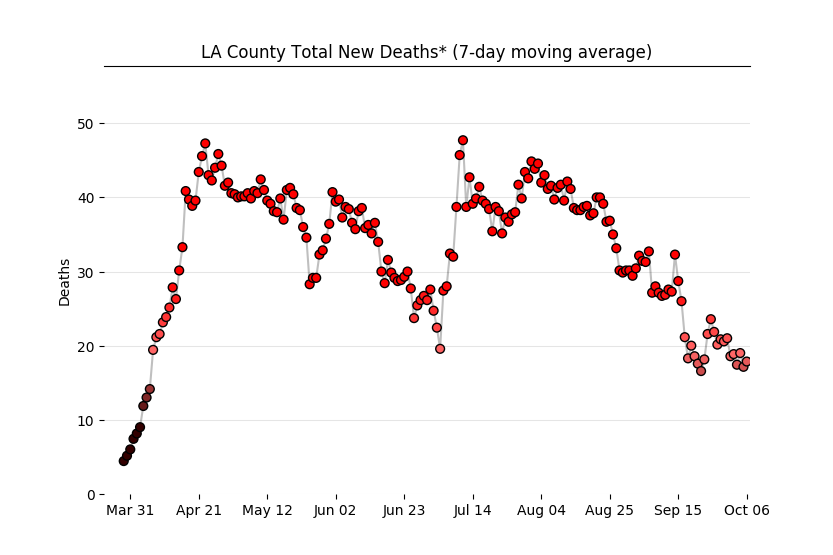 LA County Total New Deaths* (7-day moving average)
Deaths
50
40
30
20
10
0
Mar 31 Apr 21 May 12 Jun 02 Jun 23 Jul 14 Aug 04 Aug 25 Sep 15 Oct 06